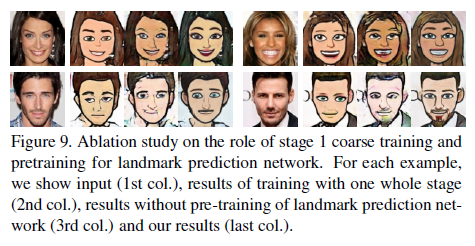 Figure 9. Ablation study on the role of stage 1 coarse training and
pretraining for landmark prediction network. For each example,
we show input (1st col.), results of training with one whole stage
(2nd col.), results without pre-training of landmark prediction net-
work (3rd col.) and our results (last col.).